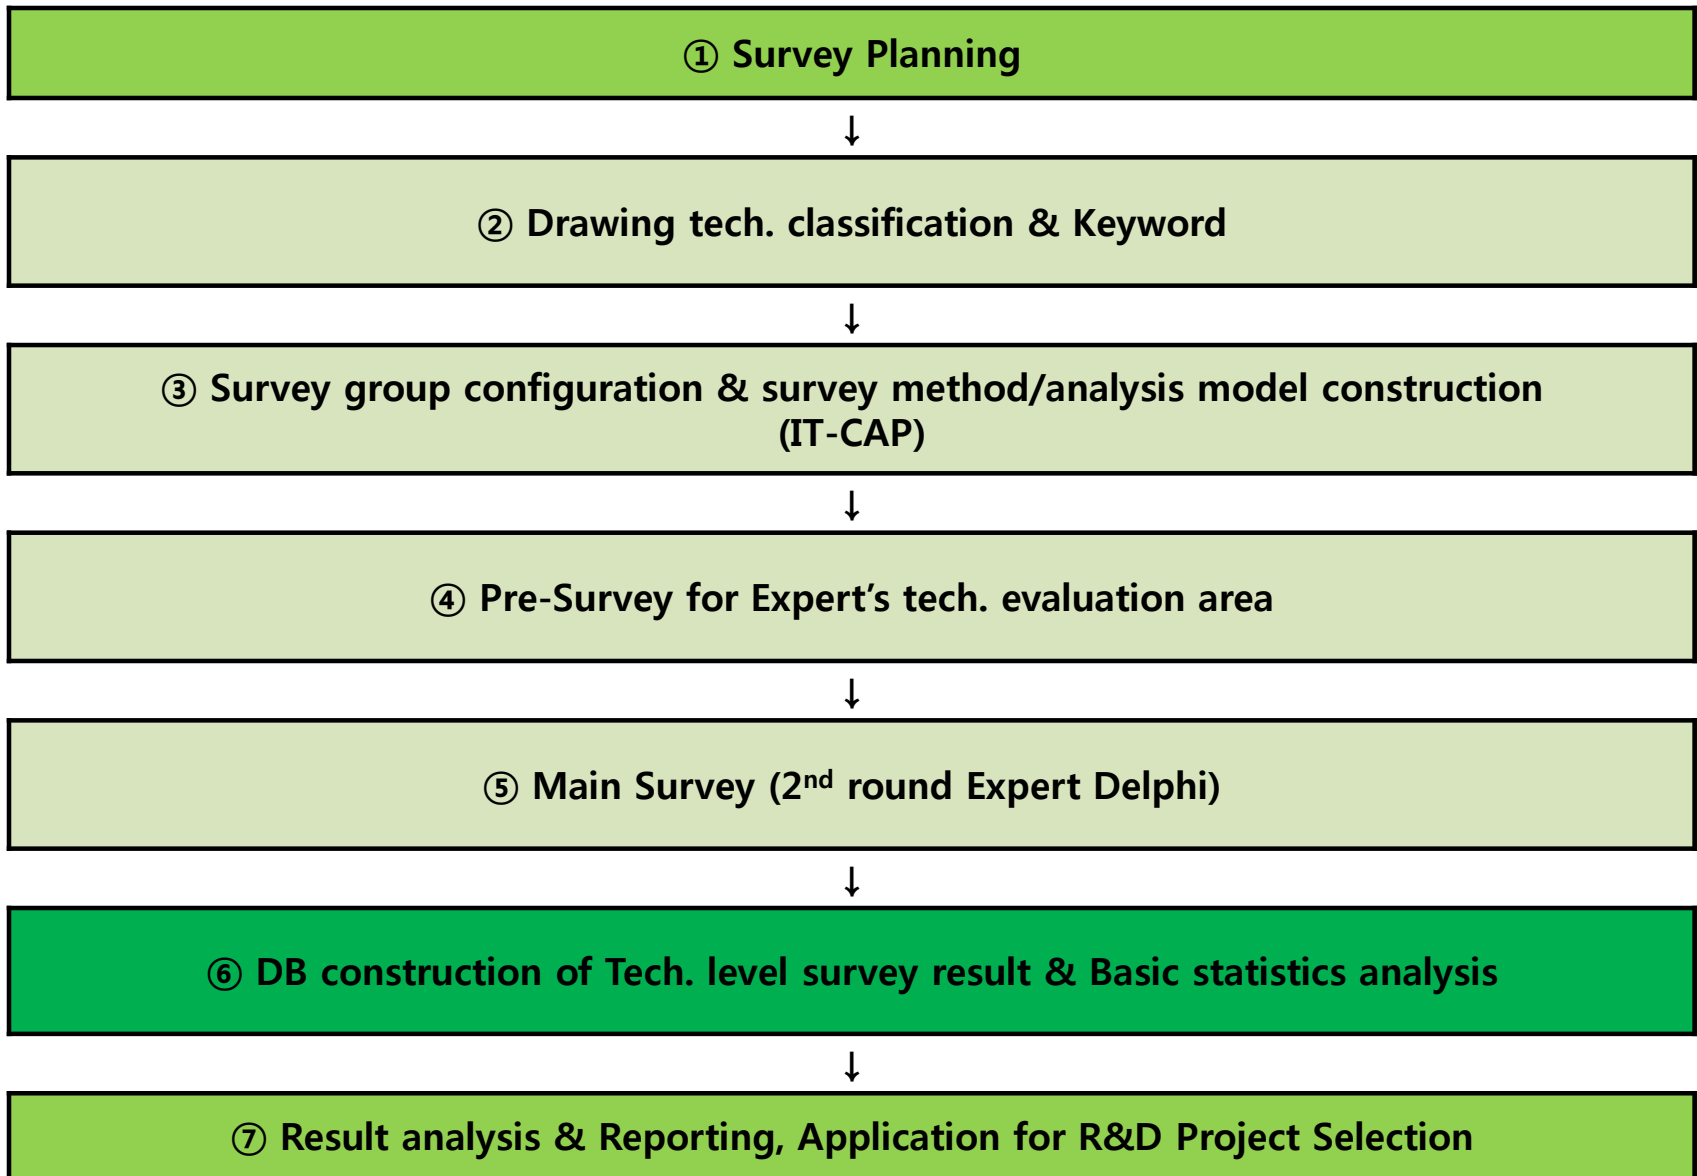 ① Survey Planning
↓
② Drawing tech. classification & Keyword
↓
③ Survey group configuration & survey method/analysis model construction
(IT-CAP)
↓
④ Pre-Survey for Expert’s tech. evaluation area
↓
⑤ Main Survey (2nd round Expert Delphi)
↓
⑥ DB construction of Tech. level survey result & Basic statistics analysis
↓
⑦ Result analysis & Reporting, Application for R&D Project Selection